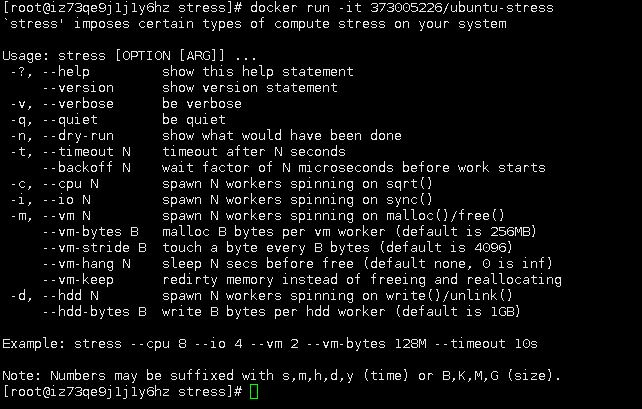 [root@iz73qe9j1j1y6hz stress]# docker run -it 373005226/ubuntu-stress
`stress' imposes certain types of compute stress on your system

Usage: stress [OPTION [ARG]] ...
 -?, --help         show this help statement
     --version      show version statement
 -v, --verbose      be verbose
 -q, --quiet        be quiet
 -n, --dry-run      show what would have been done
 -t, --timeout N    timeout after N seconds
     --backoff N    wait factor of N microseconds before work starts
 -c, --cpu N        spawn N workers spinning on sqrt()
 -i, --io N         spawn N workers spinning on sync()
 -m, --vm N         spawn N workers spinning on malloc()/free()
     --vm-bytes B   malloc B bytes per vm worker (default is 256MB)
     --vm-stride B  touch a byte every B bytes (default is 4096)
     --vm-hang N    sleep N secs before free (default none, 0 is inf)
     --vm-keep      redirty memory instead of freeing and reallocating
 -d, --hdd N        spawn N workers spinning on write()/unlink()
     --hdd-bytes B  write B bytes per hdd worker (default is 1GB)

Example: stress --cpu 8 --io 4 --vm 2 --vm-bytes 128M --timeout 10s

Note: Numbers may be suffixed with s,m,h,d,y (time) or B,K,M,G (size).
[root@iz73qe9j1j1y6hz stress]#